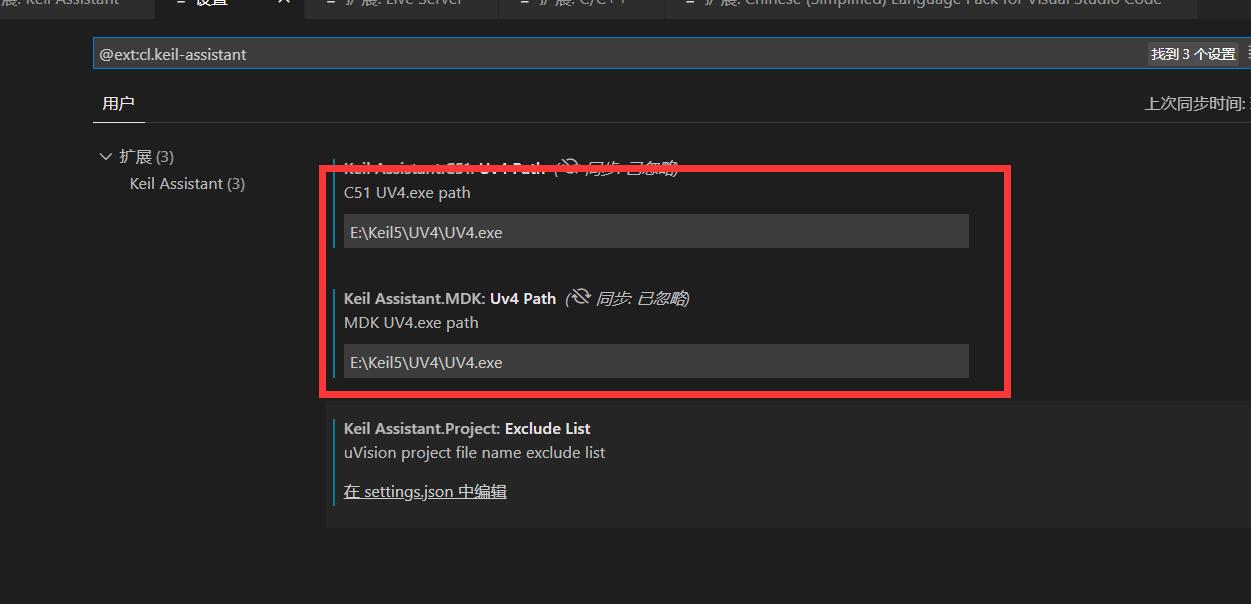 展: Keil Assistant
设置
扩展: Live Server
扩展: C/C++
扩展: Chinese (Simplified) Language Pack for Visual Studio Code
@ext:cl.keil-assistant
找到 3 个设置
用户
上次同步时间:
扩展 (3)
Keil Assistant (3)
Keil Assistant.C51: Uv4 Path (同步: 已忽略)
C51 UV4.exe path
E:\Keil5\UV4\UV4.exe
Keil Assistant.MDK: Uv4 Path (同步: 已忽略)
MDK UV4.exe path
E:\Keil5\UV4\UV4.exe
Keil Assistant.Project: Exclude List
uVision project file name exclude list
在 settings.json 中编辑